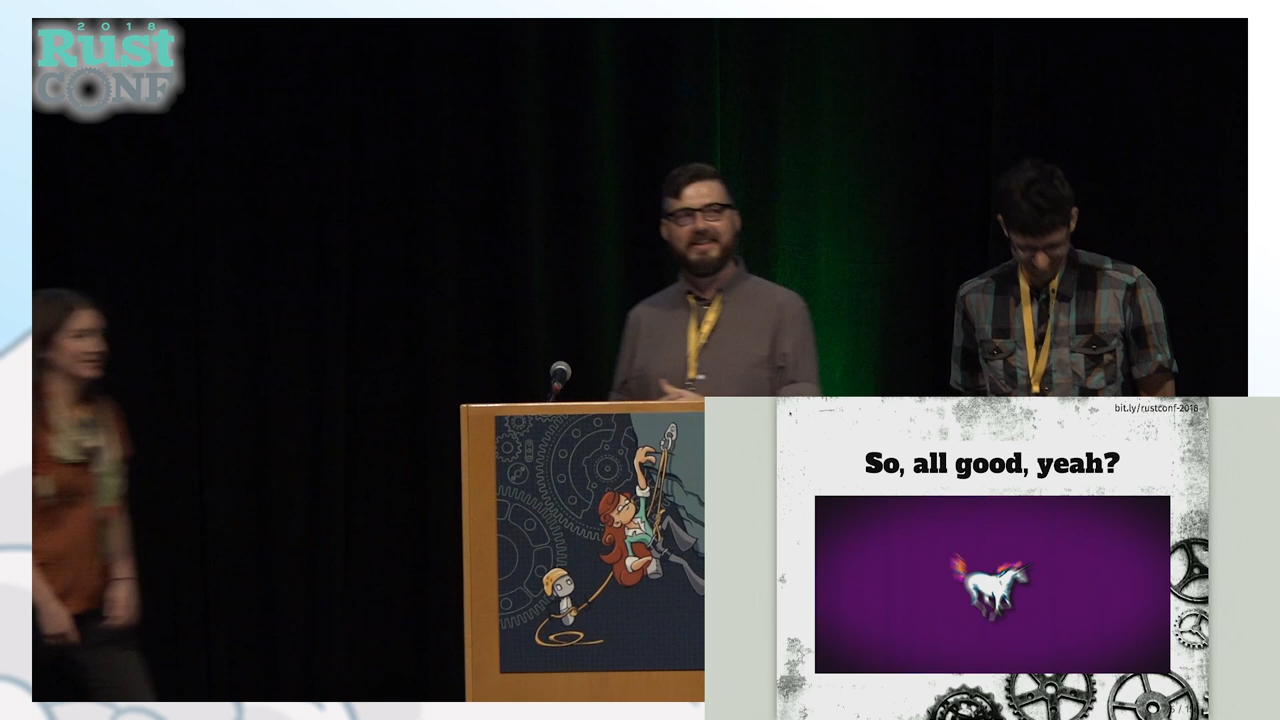 2018
Rust
CONF
bit.ly/rustconf-2018
So, all good, yeah?